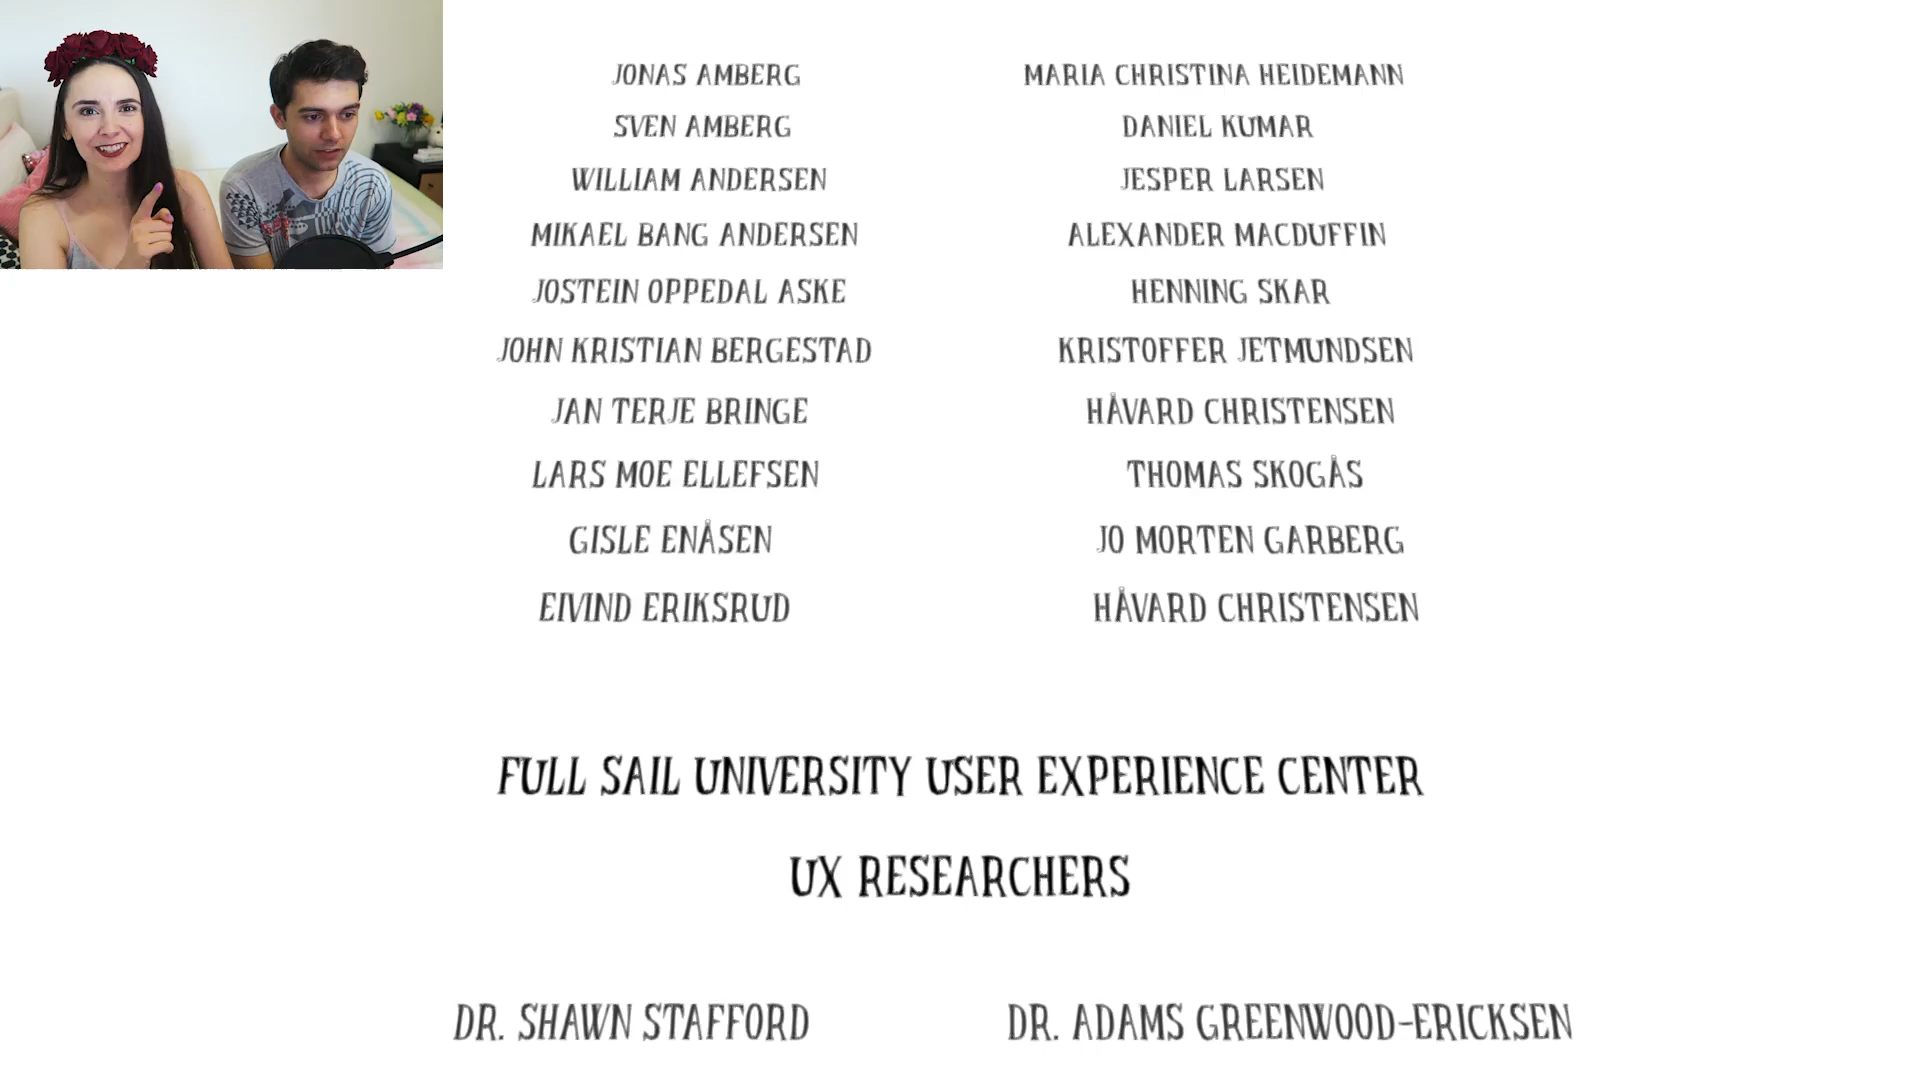 JONAS AMBERG MARIA CHRISTINA HEIDEMANN
SVEN AMBERG DANIEL KUMAR
WILLIAM ANDERSEN JESPER LARSEN
MIKAEL BANG ANDERSEN ALEXANDER MACDUFFIN
JOSTEIN OPPEDAL ASKE HENNING SKAR
JOHN KRISTIAN BERGESTAD KRISTOFFER JETMUNDSEN
JAN TERJE BRINGE HÅVARD CHRISTENSEN
LARS MOE ELLEFSEN THOMAS SKOGÅS
GISLE ENÅSEN JO MORTEN GARBERG
EIVIND ERIKSRUD HÅVARD CHRISTENSEN
FULL SAIL UNIVERSITY USER EXPERIENCE CENTER
UX RESEARCHERS
DR. SHAWN STAFFORD DR. ADAMS GREENWOOD-ERICKSEN